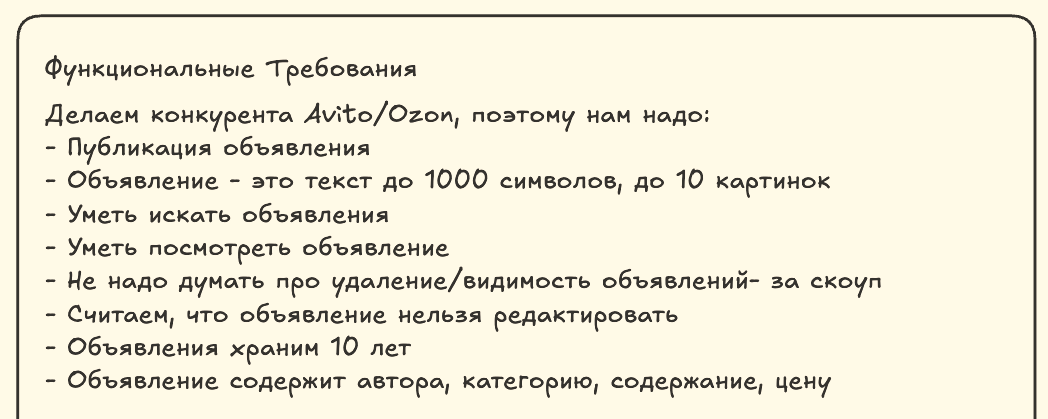 Функциональные Требования
Делаем конкурента Avito/Ozon, поэтому нам надо:
- Публикация объявления
- Объявление - это текст до 1000 символов, до 10 картинок
- Уметь искать объявления
- Уметь посмотреть объявление
- Не надо думать про удаление/видимость объявлений- за скоуп
- Считаем, что объявление нельзя редактировать
- Объявления храним 10 лет
- Объявление содержит автора, категорию, содержание, цену